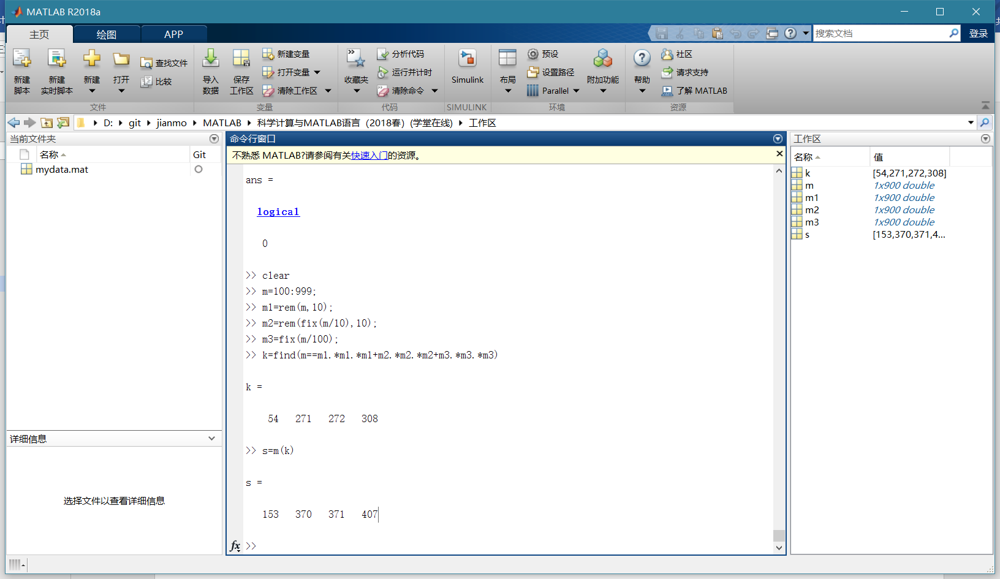 MATLAB R2018a
主页 绘图 APP
搜索文档 登录
新建脚本
新建实时脚本
新建
打开
查找文件
比较
文件
导入数据
保存工作区
新建变量
打开变量
清除工作区
变量
收藏夹
分析代码
运行并计时
清除命令
代码
Simulink
SIMULINK
布局
预设
设置路径
Parallel
附加功能
环境
帮助
社区
请求支持
了解 MATLAB
资源
D: git jianmo MATLAB 科学计算与MATLAB语言（2018春）(学堂在线) 工作区
当前文件夹
名称 Git
mydata.mat
详细信息
选择文件以查看详细信息
命令行窗口
不熟悉 MATLAB?请参阅有关快速入门的资源。
ans =
logical
0
>> clear
>> m=100:999;
>> m1=rem(m,10);
>> m2=rem(fix(m/10),10);
>> m3=fix(m/100);
>> k=find(m==m1.*m1.*m1+m2.*m2.*m2+m3.*m3.*m3)
k =
54 271 272 308
>> s=m(k)
s =
153 370 371 407
fx >>
工作区
名称 值
k [54,271,272,308]
m 1x900 double
m1 1x900 double
m2 1x900 double
m3 1x900 double
s [153,370,371,4...